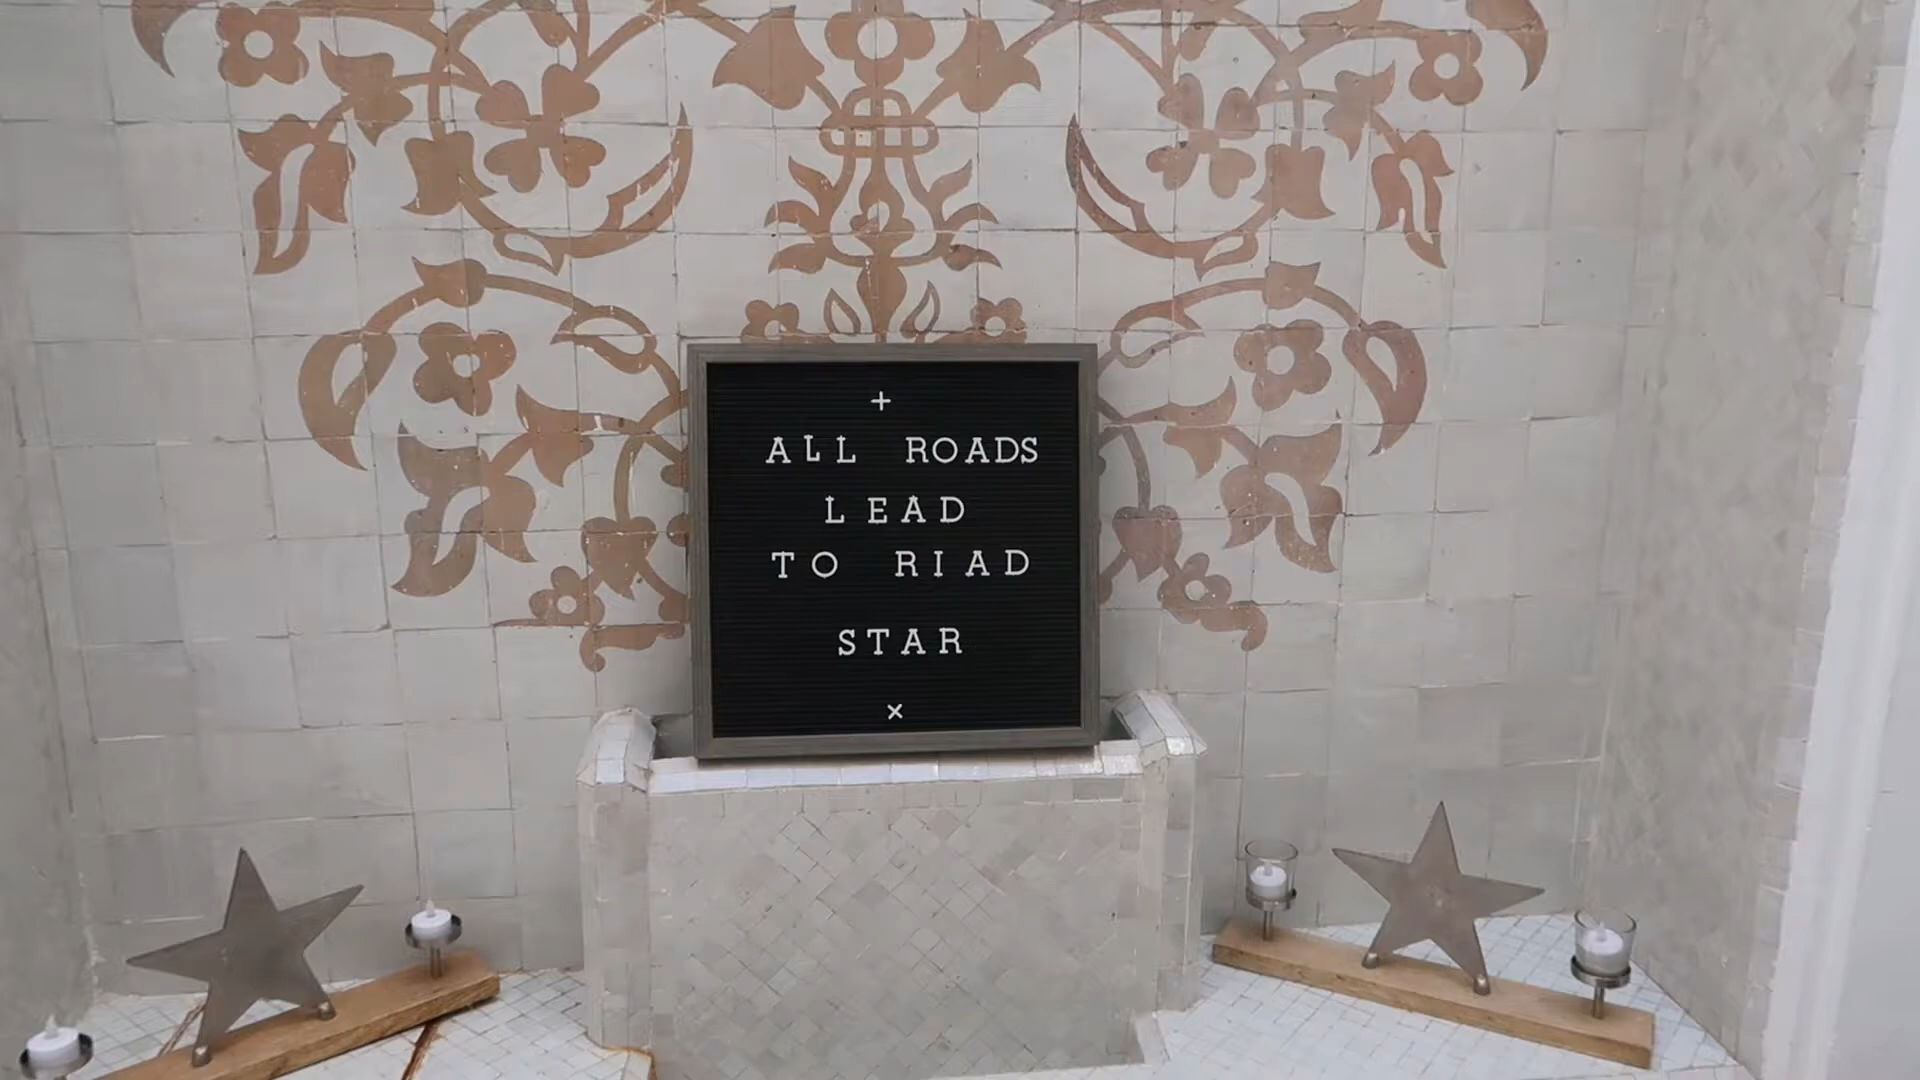 +
ALL ROADS
LEAD
TO RIAD
STAR
×